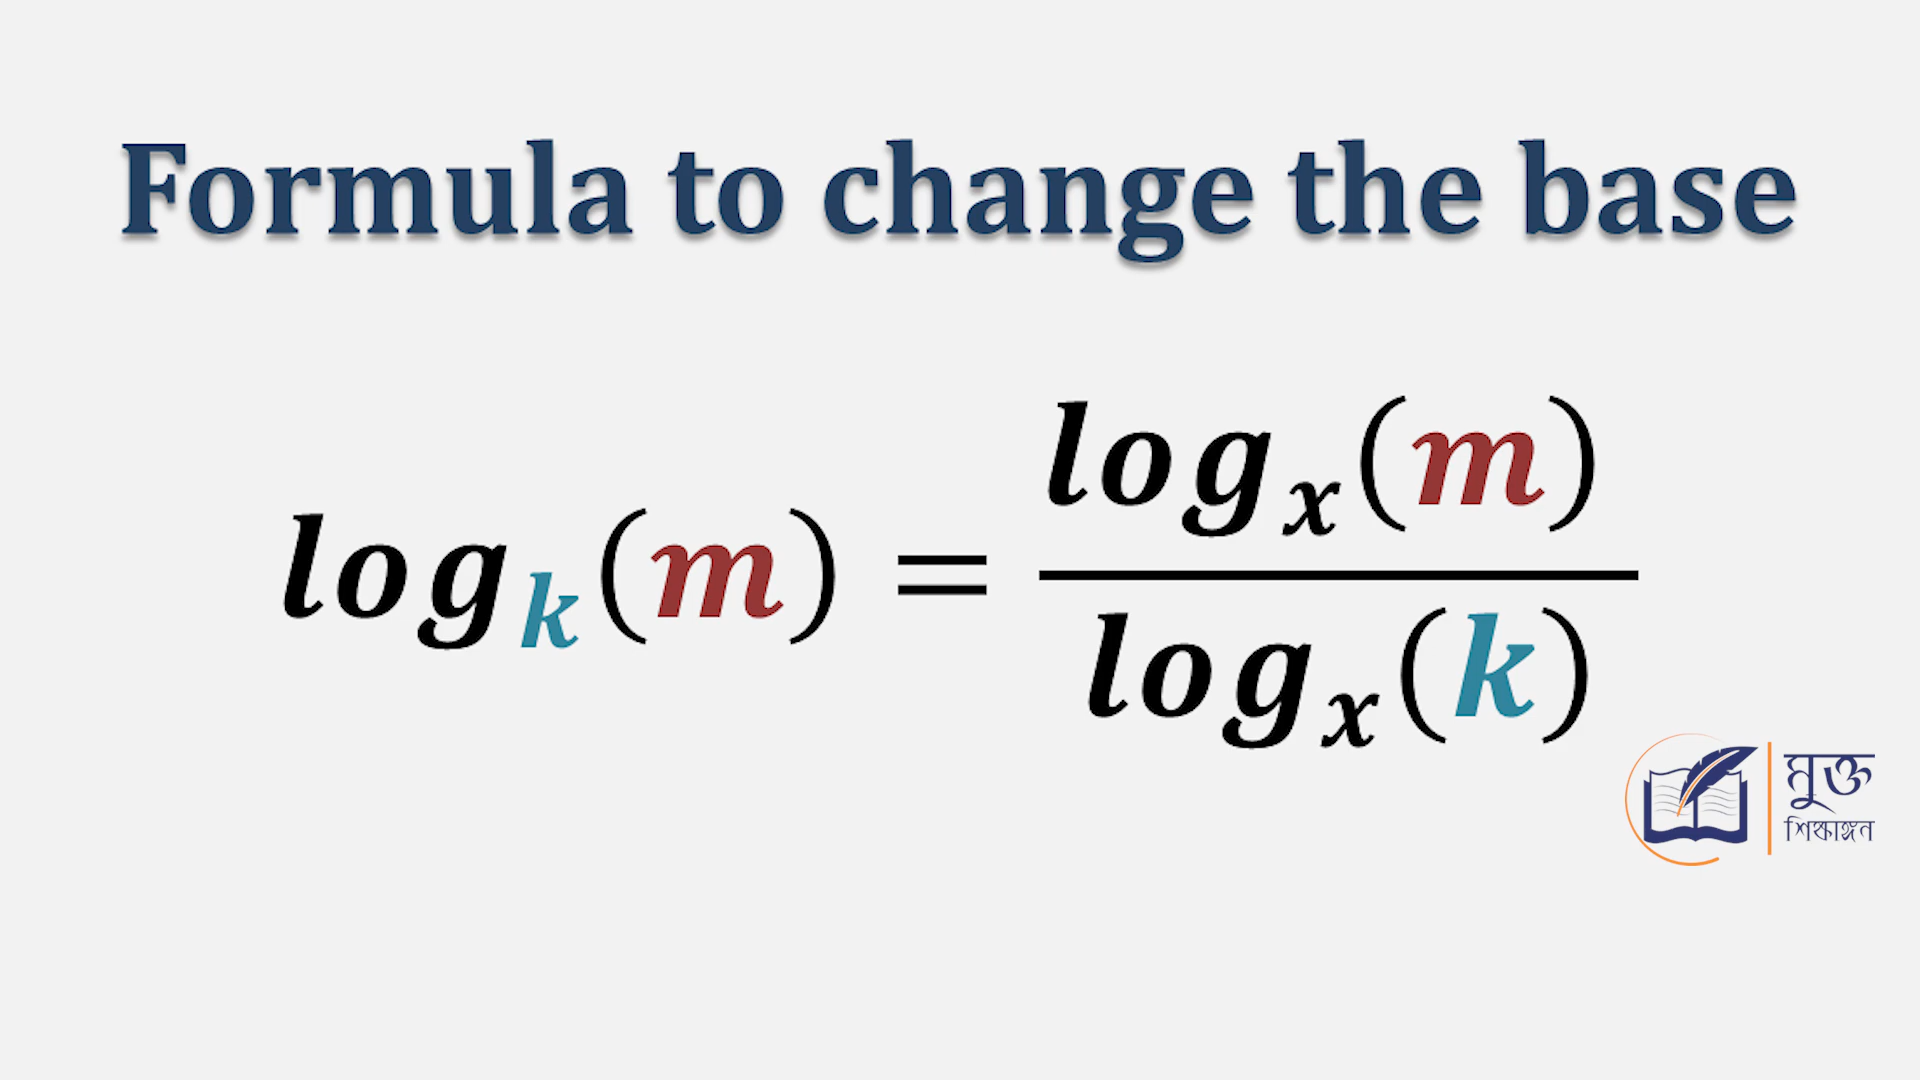 Formula to change the base
log_k(m) = log_x(m) / log_x(k)
মুক্ত
শিক্ষাঙ্গন